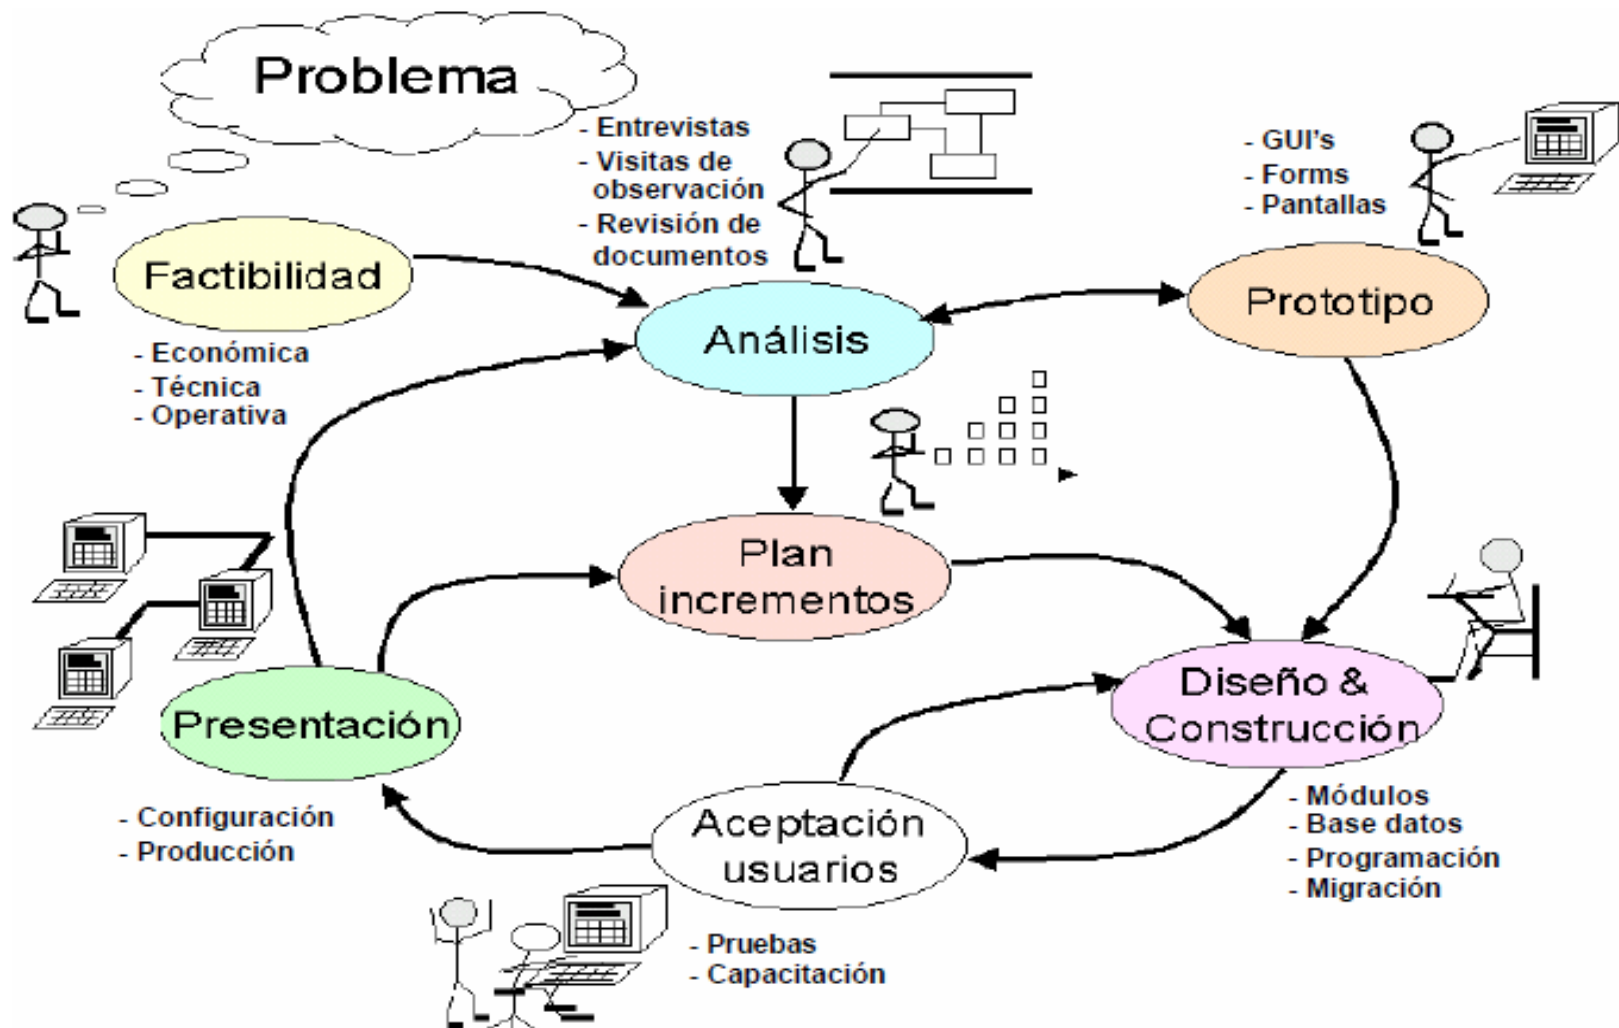 Problema
- Entrevistas
- Visitas de
observación
- Revisión de
documentos
- GUI's
- Forms
- Pantallas
Factibilidad
- Económica
- Técnica
- Operativa
Análisis
Prototipo
Plan
incrementos
Presentación
- Configuración
- Producción
Diseño &
Construcción
- Módulos
- Base datos
- Programación
- Migración
Aceptación
usuarios
- Pruebas
- Capacitación